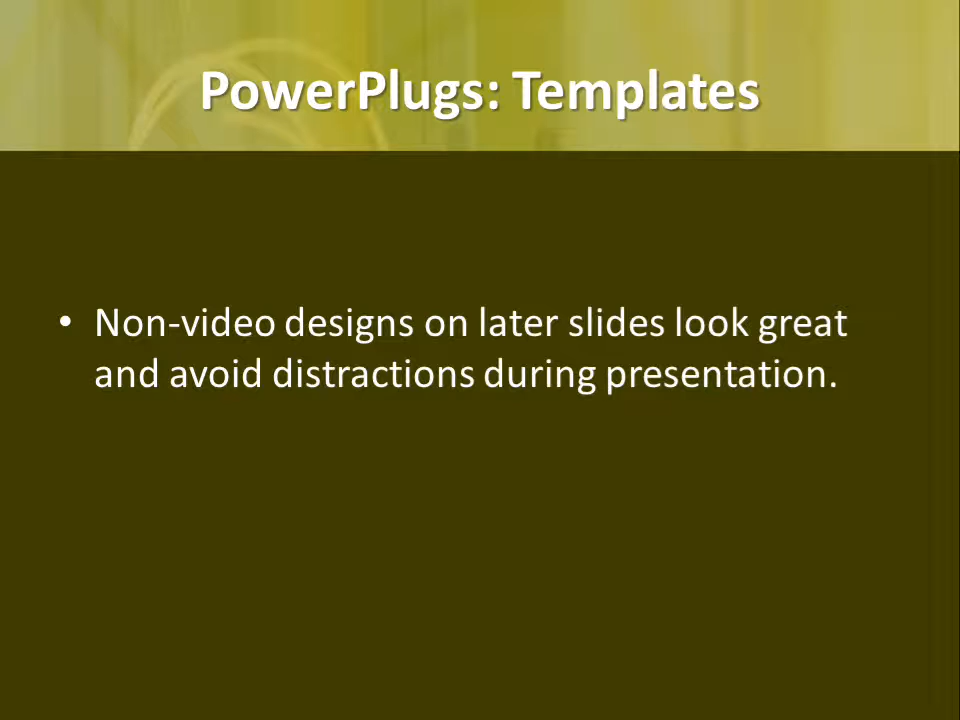 PowerPlugs: Templates
• Non-video designs on later slides look great
and avoid distractions during presentation.